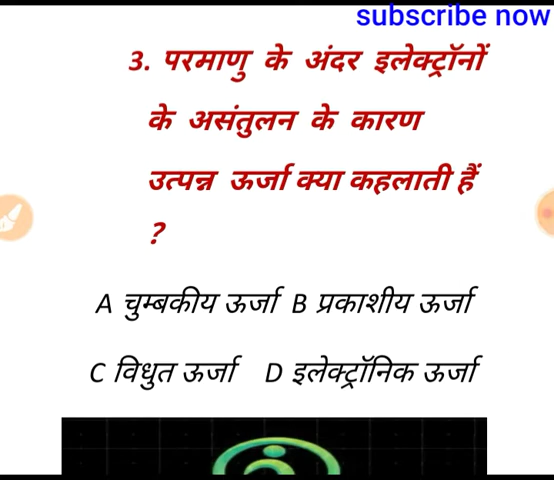 subscribe now
3. परमाणु के अंदर इलेक्ट्रॉनों
के असंतुलन के कारण
उत्पन्न ऊर्जा क्या कहलाती हैं
?
A चुम्बकीय ऊर्जा B प्रकाशीय ऊर्जा
C विधुत ऊर्जा D इलेक्ट्रॉनिक ऊर्जा